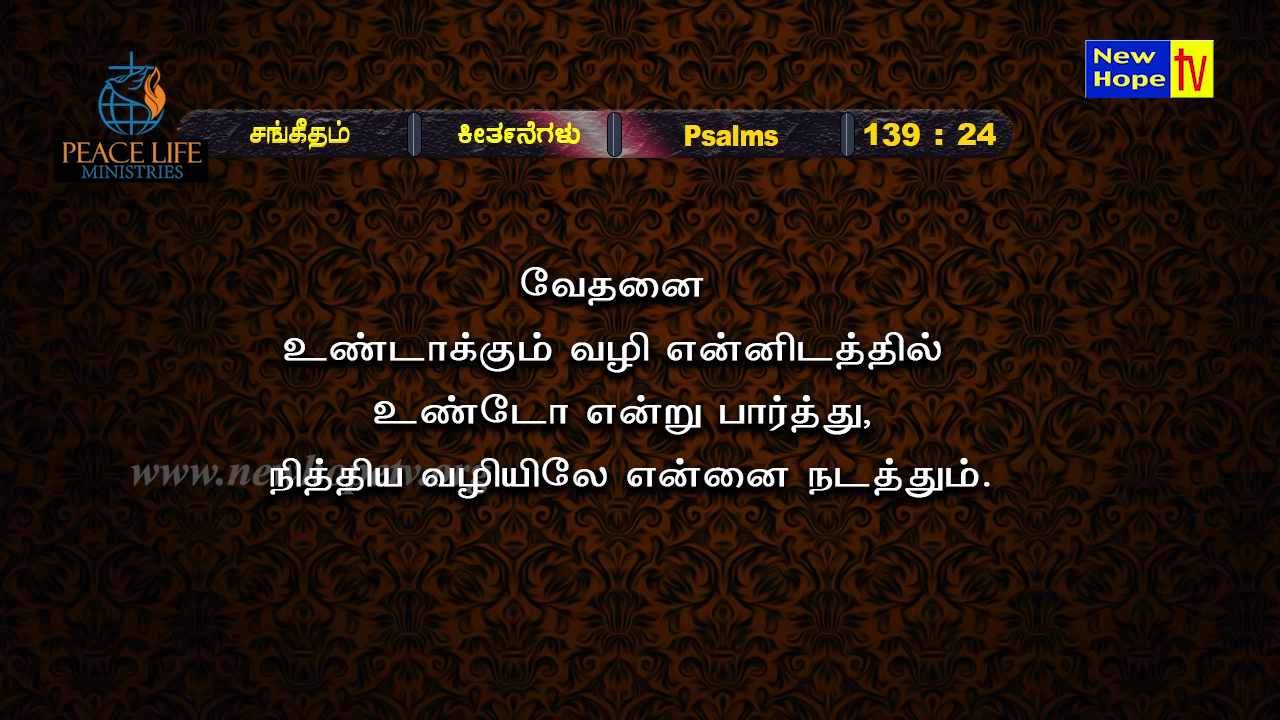 New
Hope
tv
சங்கீதம் ಕೀರ್ತನೆಗಳು Psalms 139 : 24
PEACE LIFE
MINISTRIES
வேதனை
உண்டாக்கும் வழி என்னிடத்தில்
உண்டோ என்று பார்த்து,
நித்திய வழியிலே என்னை நடத்தும்.